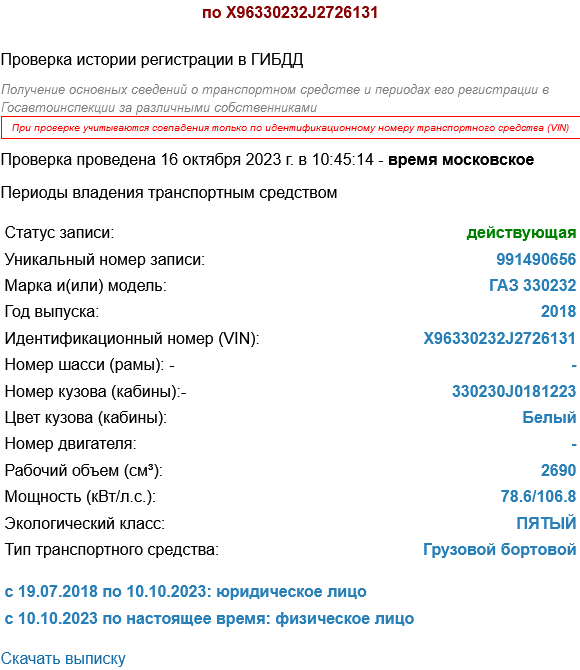 по X96330232J2726131
Проверка истории регистрации в ГИБДД
Получение основных сведений о транспортном средстве и периодах его регистрации в
Госавтоинспекции за различными собственниками
При проверке учитываются совпадения только по идентификационному номеру транспортного средства (VIN)
Проверка проведена 16 октября 2023 г. в 10:45:14 - время московское
Периоды владения транспортным средством
Статус записи: действующая
Уникальный номер записи: 991490656
Марка и(или) модель: ГАЗ 330232
Год выпуска: 2018
Идентификационный номер (VIN): X96330232J2726131
Номер шасси (рамы): - -
Номер кузова (кабины):- 330230J0181223
Цвет кузова (кабины): Белый
Номер двигателя: -
Рабочий объем (см³): 2690
Мощность (кВт/л.с.): 78.6/106.8
Экологический класс: ПЯТЫЙ
Тип транспортного средства: Грузовой бортовой
с 19.07.2018 по 10.10.2023: юридическое лицо
с 10.10.2023 по настоящее время: физическое лицо
Скачать выписку